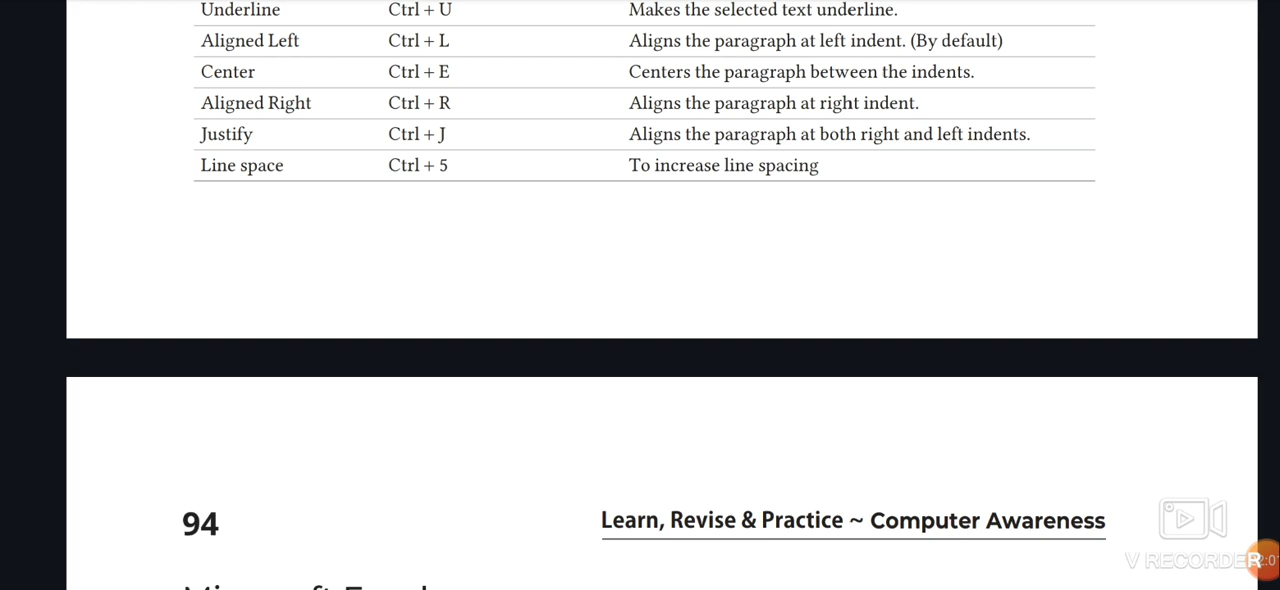 Underline Ctrl + U Makes the selected text underline.
Aligned Left Ctrl + L Aligns the paragraph at left indent. (By default)
Center Ctrl + E Centers the paragraph between the indents.
Aligned Right Ctrl + R Aligns the paragraph at right indent.
Justify Ctrl + J Aligns the paragraph at both right and left indents.
Line space Ctrl + 5 To increase line spacing
94 Learn, Revise & Practice ~ Computer Awareness
V RECORDER